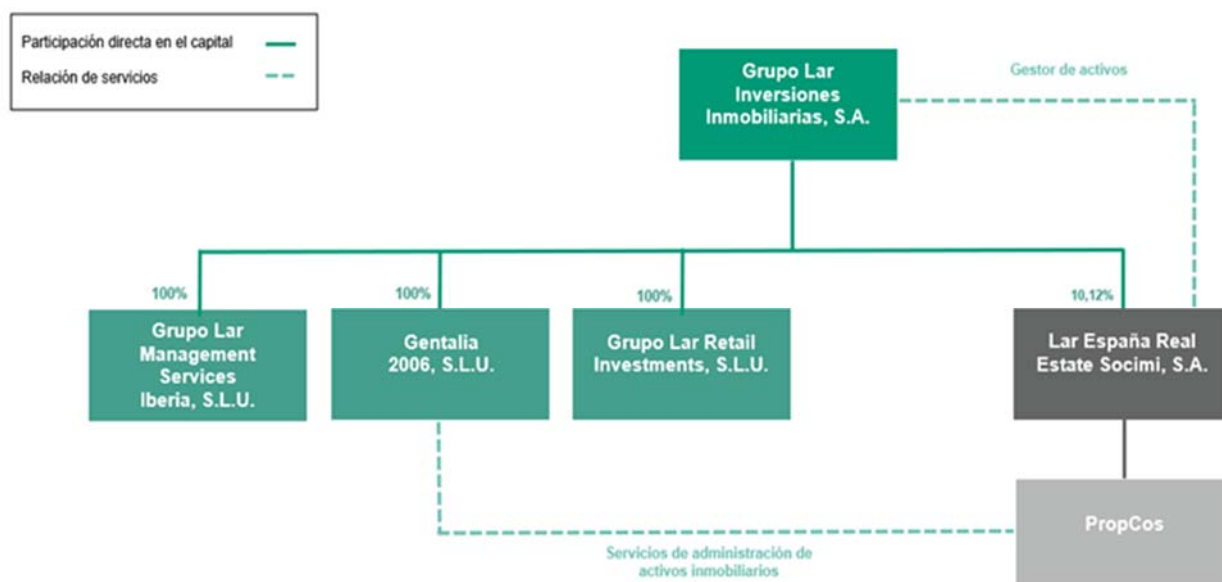 Participación directa en el capital
Relación de servicios
Grupo Lar
Inversiones
Inmobiliarias, S.A.
Gestor de activos
100%
100%
100%
10,12%
Grupo Lar
Management
Services
Iberia, S.L.U.
Gentalia
2006, S.L.U.
Grupo Lar Retail
Investments, S.L.U.
Lar España Real
Estate Socimi, S.A.
PropCos
Servicios de administración de
activos inmobiliarios